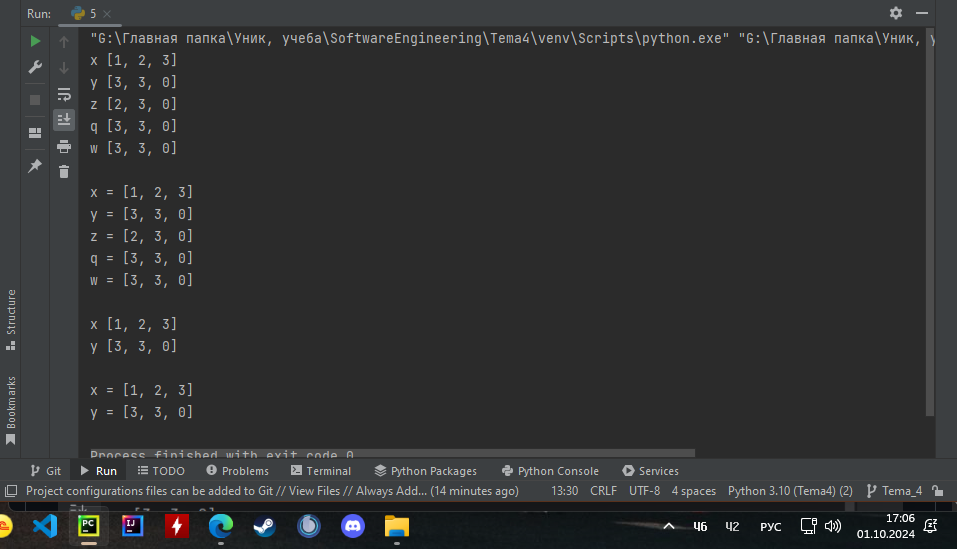 Run: 5
"G:\Главная папка\Уник, учеба\SoftwareEngineering\Tema4\venv\Scripts\python.exe" "G:\Главная папка\Уник, у
x [1, 2, 3]
y [3, 3, 0]
z [2, 3, 0]
q [3, 3, 0]
w [3, 3, 0]
x = [1, 2, 3]
y = [3, 3, 0]
z = [2, 3, 0]
q = [3, 3, 0]
w = [3, 3, 0]
x [1, 2, 3]
y [3, 3, 0]
x = [1, 2, 3]
y = [3, 3, 0]
Process finished with exit code 0
Structure
Bookmarks
Git Run TODO Problems Terminal Python Packages Python Console Services
Project configurations files can be added to Git // View Files // Always Add... (14 minutes ago) 13:30 CRLF UTF-8 4 spaces Python 3.10 (Tema4) (2) Tema_4
PC IJ Ч6 Ч2 РУС 17:06
01.10.2024